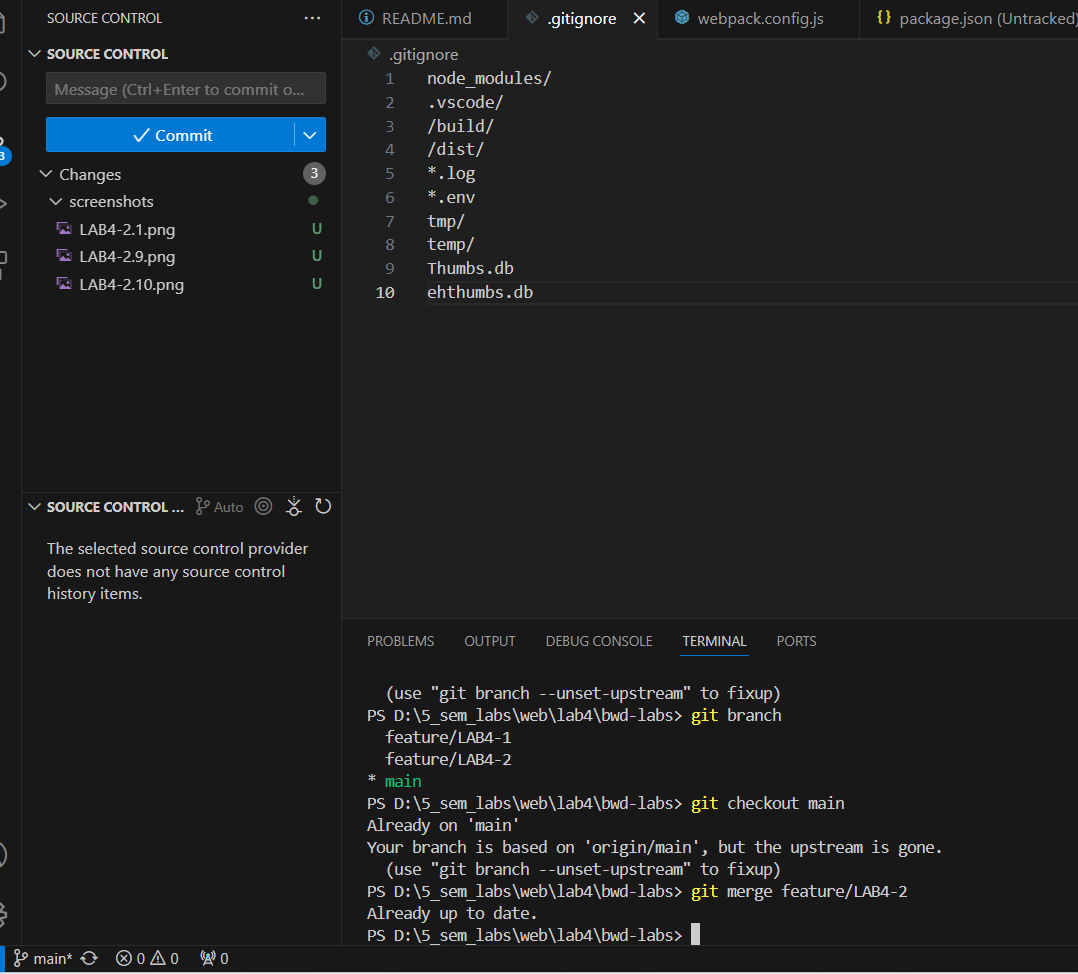 SOURCE CONTROL
SOURCE CONTROL
Message (Ctrl+Enter to commit o...
Commit
Changes 3
screenshots
LAB4-2.1.png U
LAB4-2.9.png U
LAB4-2.10.png U
SOURCE CONTROL ... Auto
The selected source control provider
does not have any source control
history items.
3
README.md .gitignore webpack.config.js package.json (Untracked)
.gitignore
1 node_modules/
2 .vscode/
3 /build/
4 /dist/
5 *.log
6 *.env
7 tmp/
8 temp/
9 Thumbs.db
10 ehthumbs.db
PROBLEMS OUTPUT DEBUG CONSOLE TERMINAL PORTS
(use "git branch --unset-upstream" to fixup)
PS D:\5_sem_labs\web\lab4\bwd-labs> git branch
feature/LAB4-1
feature/LAB4-2
* main
PS D:\5_sem_labs\web\lab4\bwd-labs> git checkout main
Already on 'main'
Your branch is based on 'origin/main', but the upstream is gone.
(use "git branch --unset-upstream" to fixup)
PS D:\5_sem_labs\web\lab4\bwd-labs> git merge feature/LAB4-2
Already up to date.
PS D:\5_sem_labs\web\lab4\bwd-labs>
main* 0 0 0